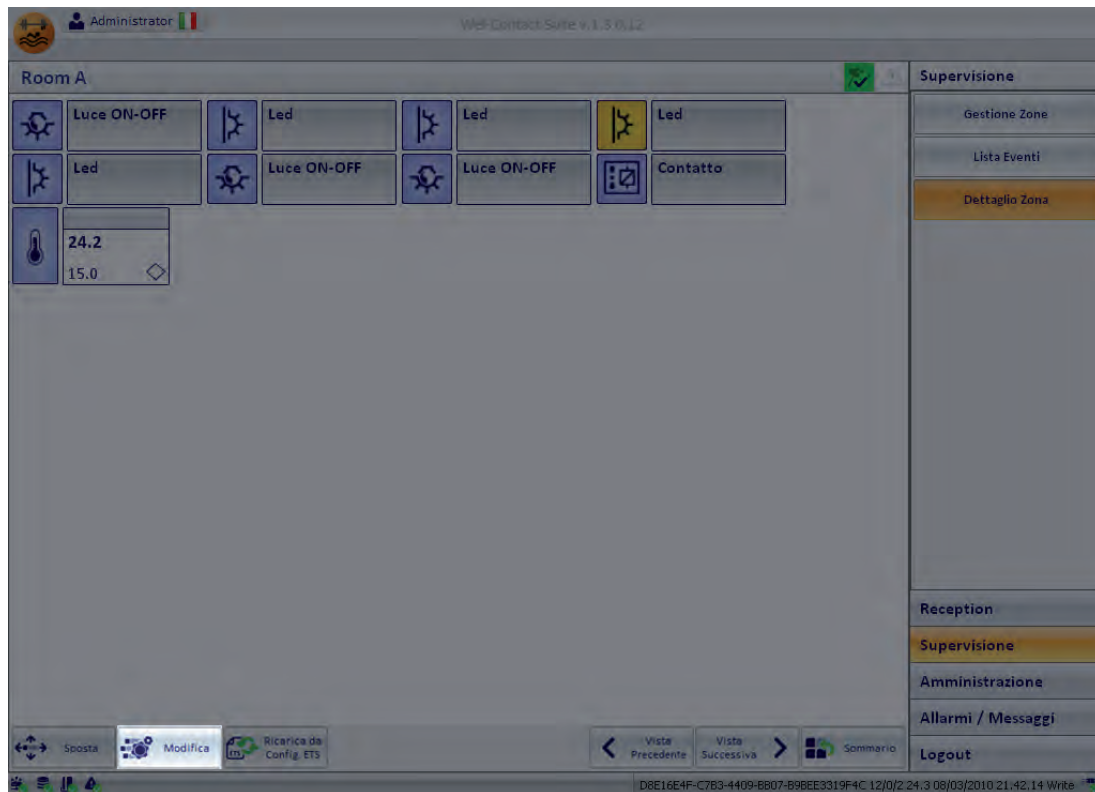 Administrator
Well-Contact Suite v.1.3.0.12
Room A
Supervisione
Luce ON-OFF
Led
Led
Led
Gestione Zone
Lista Eventi
Led
Luce ON-OFF
Luce ON-OFF
Contatto
Dettaglio Zona
24.2
15.0
Reception
Supervisione
Amministrazione
Allarmi / Messaggi
Logout
Sposta
Modifica
Ricarica da
Config. ETS
Vista
Precedente
Vista
Successiva
Sommario
D8E16E4F-C7B3-4409-BB07-B9BEE3319F4C 12/0/2 24.3 08/03/2010 21.42.14 Write